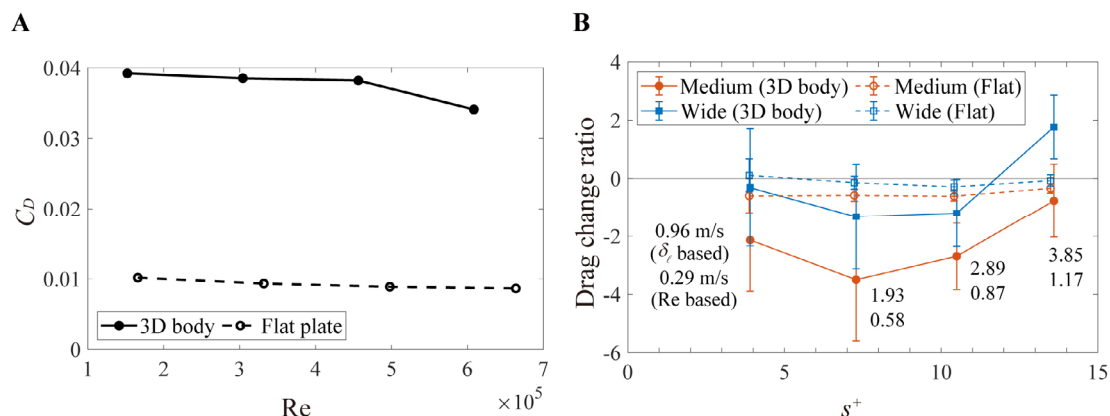 A
C_D
0.04
0.03
0.02
0.01
0
3D body
Flat plate
1 2 3 4 5 6 7
×10⁵
Re
B
Drag change ratio
4
2
0
-2
-4
-6
Medium (3D body)
Medium (Flat)
Wide (3D body)
Wide (Flat)
0.96 m/s
(δ_ℓ based)
0.29 m/s
(Re based)
1.93
0.58
2.89
0.87
3.85
1.17
0 5 10 15
s⁺